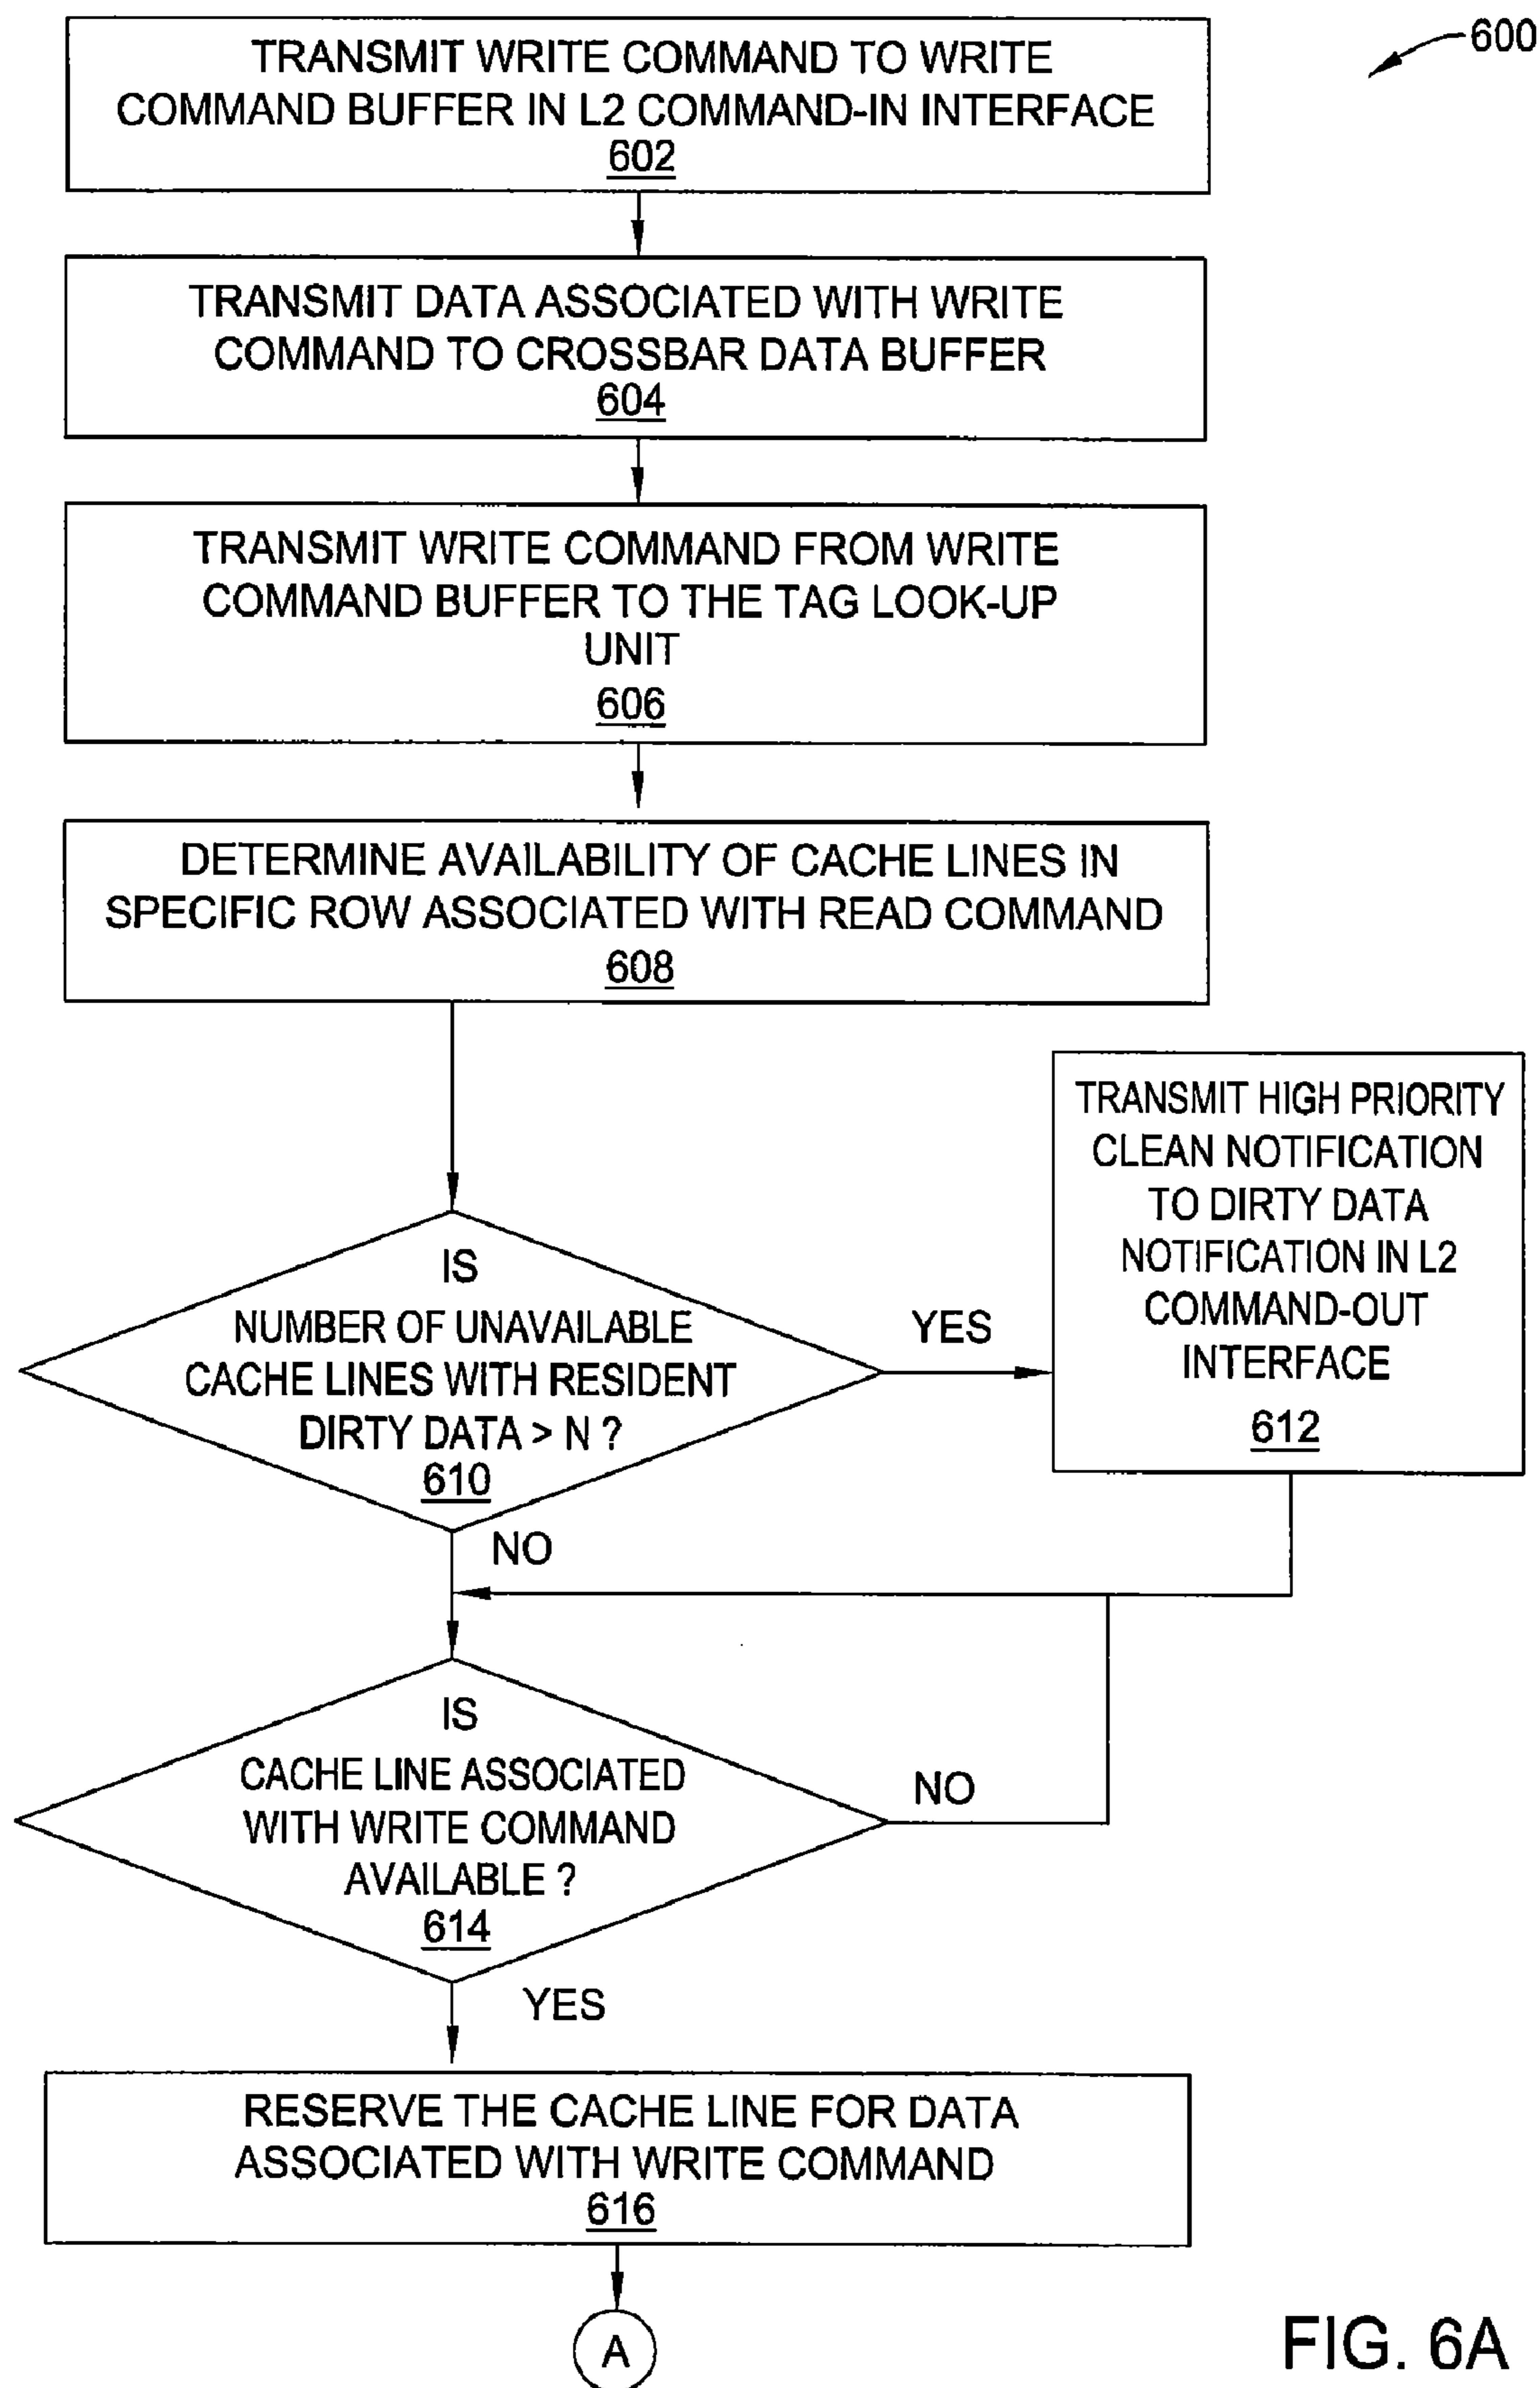 600
TRANSMIT WRITE COMMAND TO WRITE
COMMAND BUFFER IN L2 COMMAND-IN INTERFACE
602
TRANSMIT DATA ASSOCIATED WITH WRITE
COMMAND TO CROSSBAR DATA BUFFER
604
TRANSMIT WRITE COMMAND FROM WRITE
COMMAND BUFFER TO THE TAG LOOK-UP
UNIT
606
DETERMINE AVAILABILITY OF CACHE LINES IN
SPECIFIC ROW ASSOCIATED WITH READ COMMAND
608
IS
NUMBER OF UNAVAILABLE
CACHE LINES WITH RESIDENT
DIRTY DATA > N ?
610
YES
TRANSMIT HIGH PRIORITY
CLEAN NOTIFICATION
TO DIRTY DATA
NOTIFICATION IN L2
COMMAND-OUT
INTERFACE
612
NO
IS
CACHE LINE ASSOCIATED
WITH WRITE COMMAND
AVAILABLE ?
614
NO
YES
RESERVE THE CACHE LINE FOR DATA
ASSOCIATED WITH WRITE COMMAND
616
A
FIG. 6A